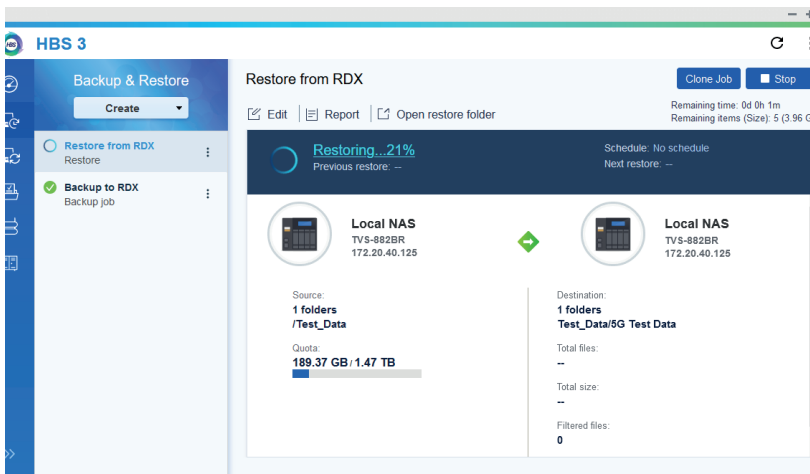 HBS HBS 3
Backup & Restore
Create
Restore from RDX
Restore
Backup to RDX
Backup job
Restore from RDX
Clone Job
Stop
Edit
Report
Open restore folder
Remaining time: 0d 0h 1m
Remaining items (Size): 5 (3.96 G
Restoring...21%
Previous restore: --
Schedule: No schedule
Next restore: --
Local NAS
TVS-882BR
172.20.40.125
Local NAS
TVS-882BR
172.20.40.125
Source:
1 folders
/Test_Data
Quota:
189.37 GB / 1.47 TB
Destination:
1 folders
Test_Data/5G Test Data
Total files:
--
Total size:
--
Filtered files:
0